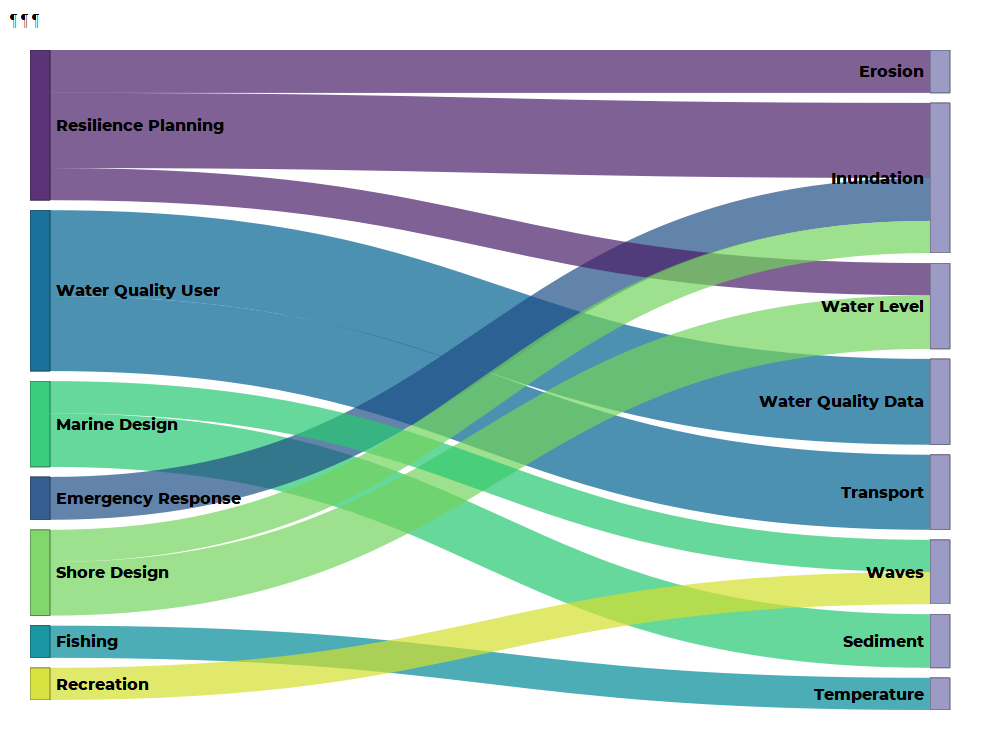 ¶¶¶
Erosion
Resilience Planning
Inundation
Water Quality User
Water Level
Water Quality Data
Marine Design
Transport
Emergency Response
Shore Design
Waves
Fishing
Sediment
Recreation
Temperature